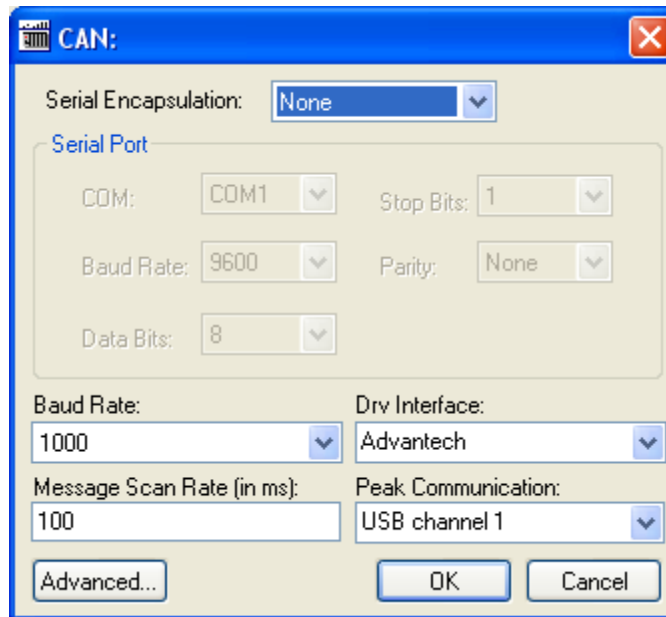 CAN:
Serial Encapsulation: None
Serial Port
COM: COM1 Stop Bits: 1
Baud Rate: 9600 Parity: None
Data Bits: 8
Baud Rate: Drv Interface:
1000 Advantech
Message Scan Rate (in ms): Peak Communication:
100 USB channel 1
Advanced... OK Cancel